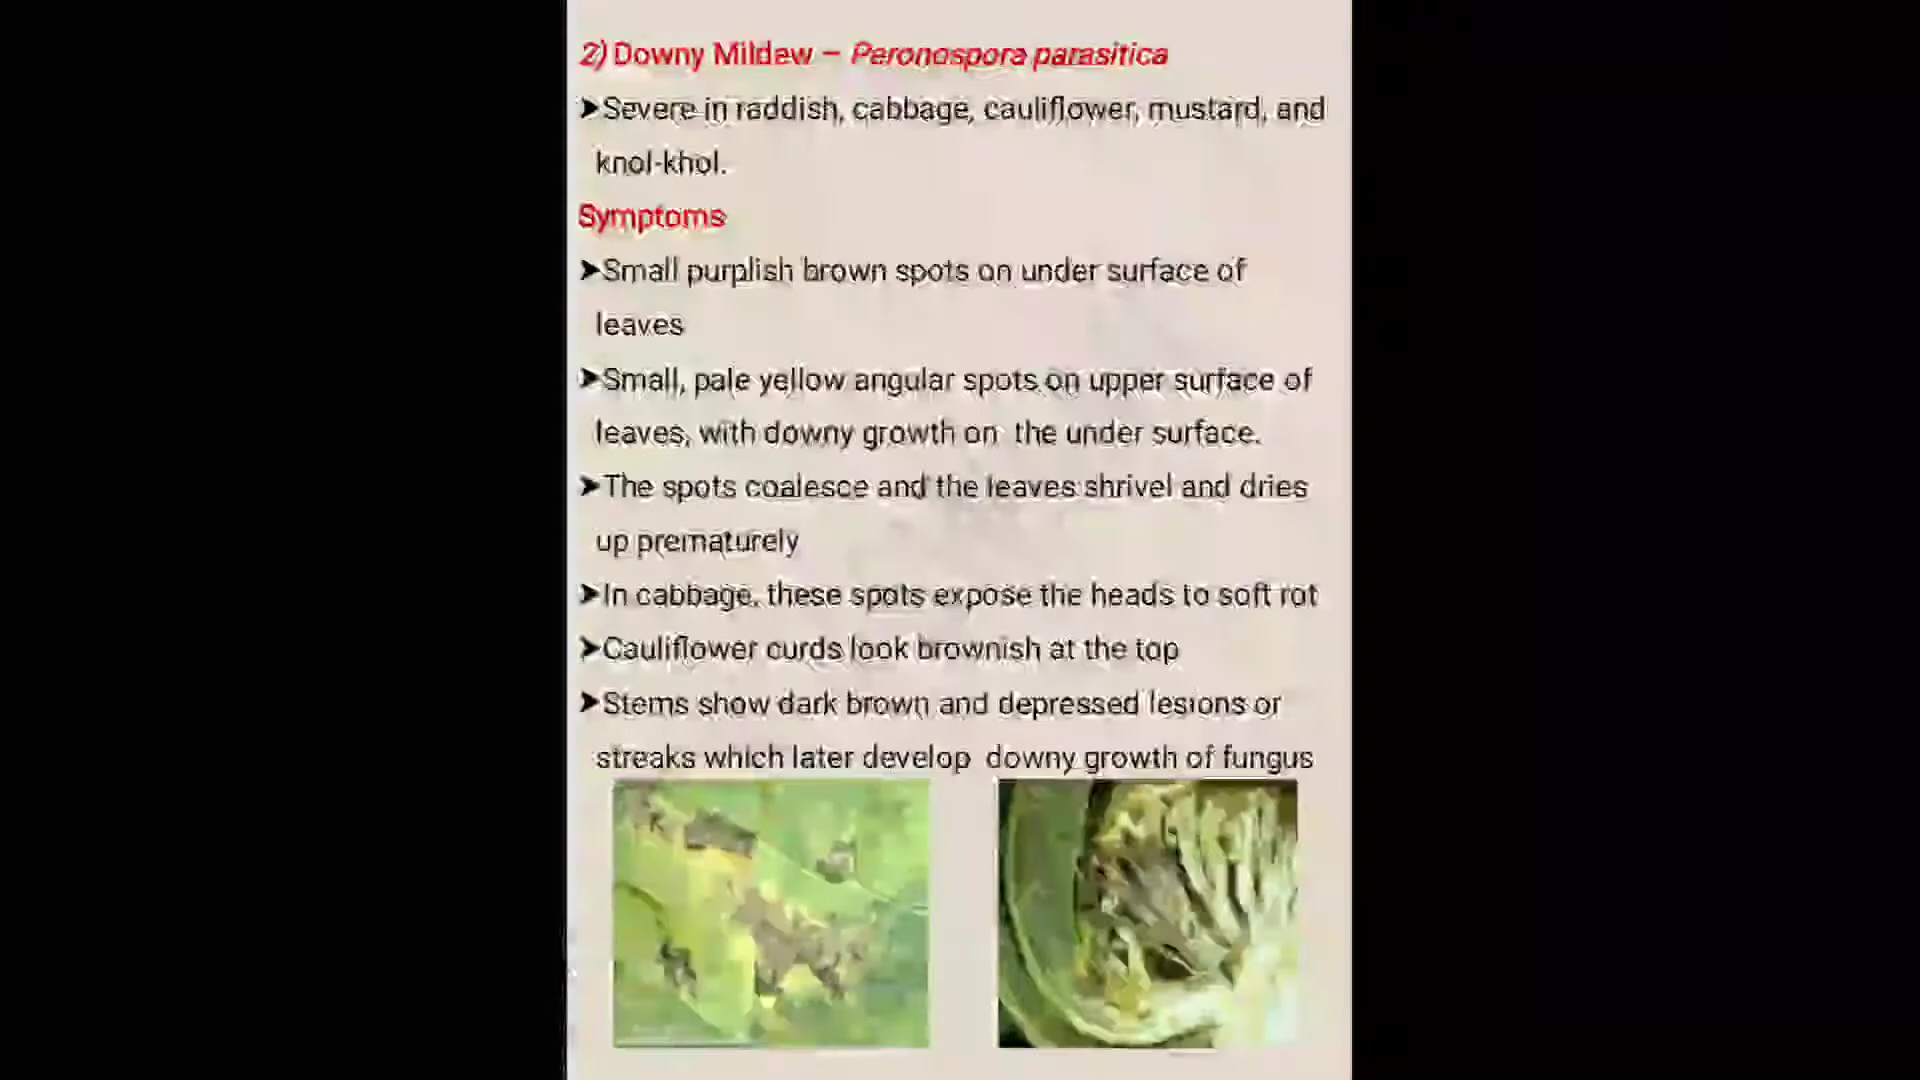 2) Downy Mildew – Peronospora parasitica
➤Severe in raddish, cabbage, cauliflower, mustard, and
knol-khol.
Symptoms
➤Small purplish brown spots on under surface of
leaves
➤Small, pale yellow angular spots on upper surface of
leaves, with downy growth on the under surface.
➤The spots coalesce and the leaves shrivel and dries
up prematurely
➤In cabbage, these spots expose the heads to soft rot
➤Cauliflower curds look brownish at the top
➤Stems show dark brown and depressed lesions or
streaks which later develop downy growth of fungus